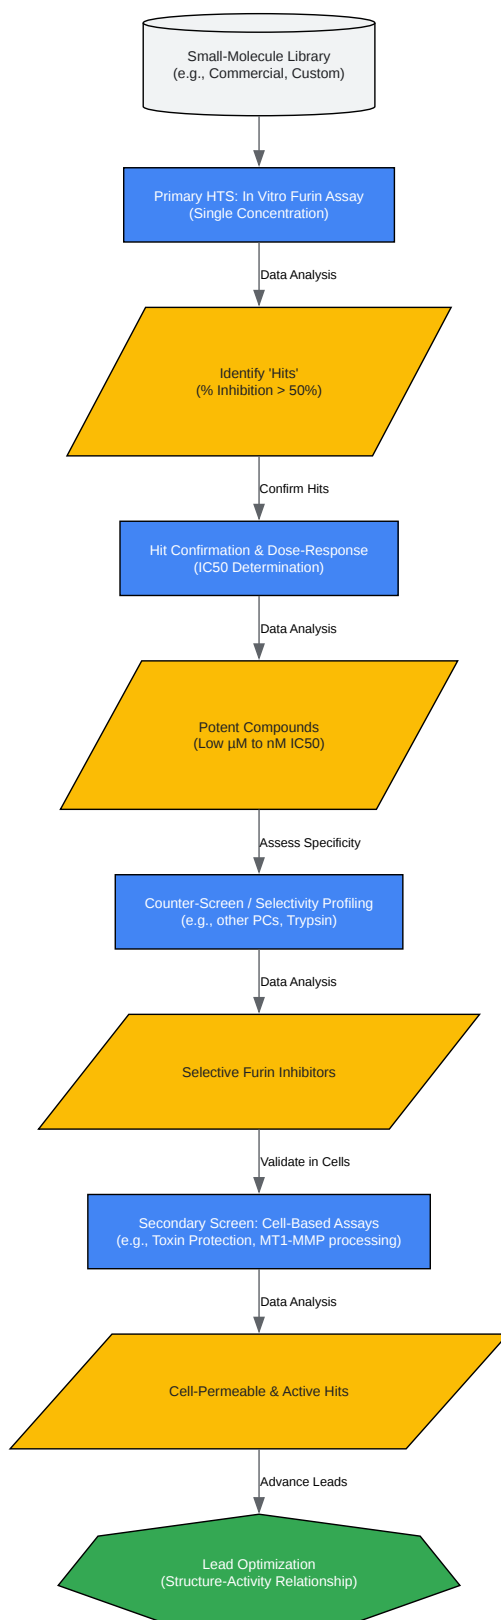 Small-Molecule Library
(e.g., Commercial, Custom)
Primary HTS: In Vitro Furin Assay
(Single Concentration)
Data Analysis
Identify 'Hits'
(% Inhibition > 50%)
Confirm Hits
Hit Confirmation & Dose-Response
(IC50 Determination)
Data Analysis
Potent Compounds
(Low µM to nM IC50)
Assess Specificity
Counter-Screen / Selectivity Profiling
(e.g., other PCs, Trypsin)
Data Analysis
Selective Furin Inhibitors
Validate in Cells
Secondary Screen: Cell-Based Assays
(e.g., Toxin Protection, MT1-MMP processing)
Data Analysis
Cell-Permeable & Active Hits
Advance Leads
Lead Optimization
(Structure-Activity Relationship)